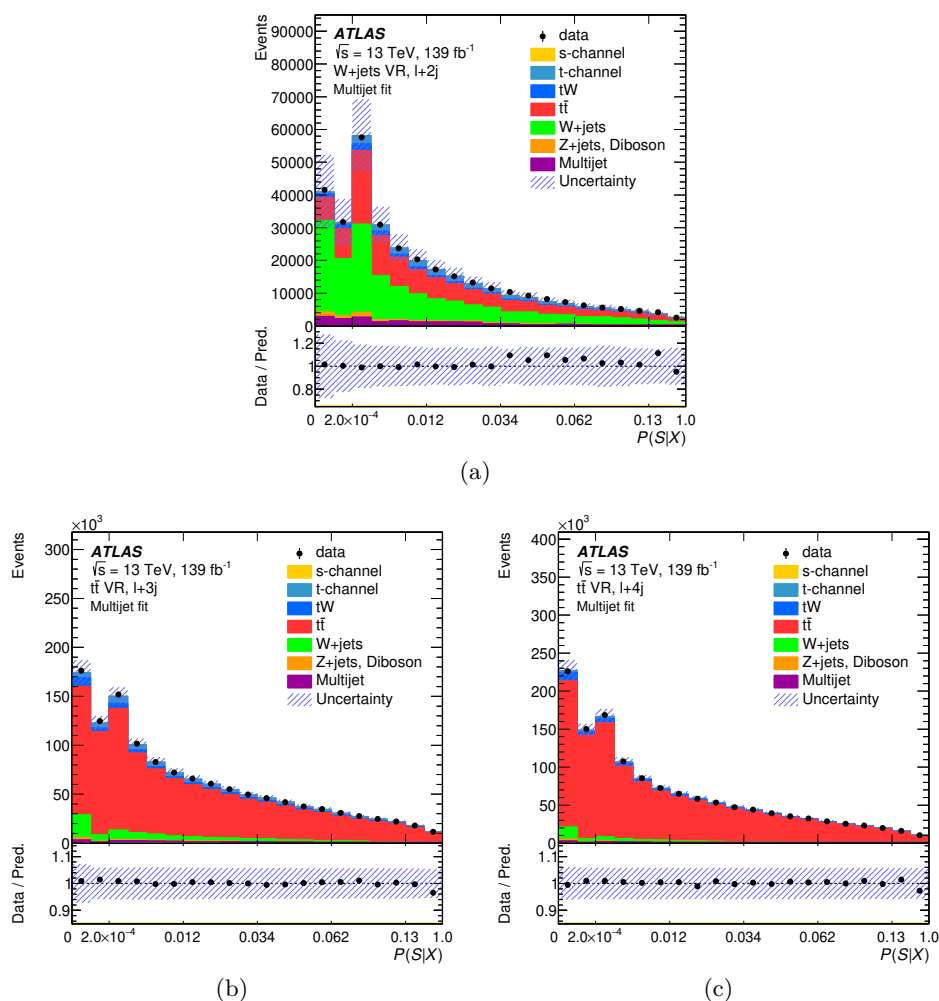 Events
90000
80000
70000
60000
50000
40000
30000
20000
10000
0
ATLAS
√s = 13 TeV, 139 fb⁻¹
W+jets VR, l+2j
Multijet fit
data
s-channel
t-channel
tW
tt̄
W+jets
Z+jets, Diboson
Multijet
Uncertainty
Data / Pred.
1.2
1
0.8
0 2.0×10⁻⁴ 0.012 0.034 0.062 0.13 1.0
P(S|X)
(a)
×10³
Events
300
250
200
150
100
50
0
ATLAS
√s = 13 TeV, 139 fb⁻¹
tt̄ VR, l+3j
Multijet fit
data
s-channel
t-channel
tW
tt̄
W+jets
Z+jets, Diboson
Multijet
Uncertainty
Data / Pred.
1.1
1
0.9
0 2.0×10⁻⁴ 0.012 0.034 0.062 0.13 1.0
P(S|X)
(b)
×10³
Events
400
350
300
250
200
150
100
50
0
ATLAS
√s = 13 TeV, 139 fb⁻¹
tt̄ VR, l+4j
Multijet fit
data
s-channel
t-channel
tW
tt̄
W+jets
Z+jets, Diboson
Multijet
Uncertainty
Data / Pred.
1.1
1
0.9
0 2.0×10⁻⁴ 0.012 0.034 0.062 0.13 1.0
P(S|X)
(c)